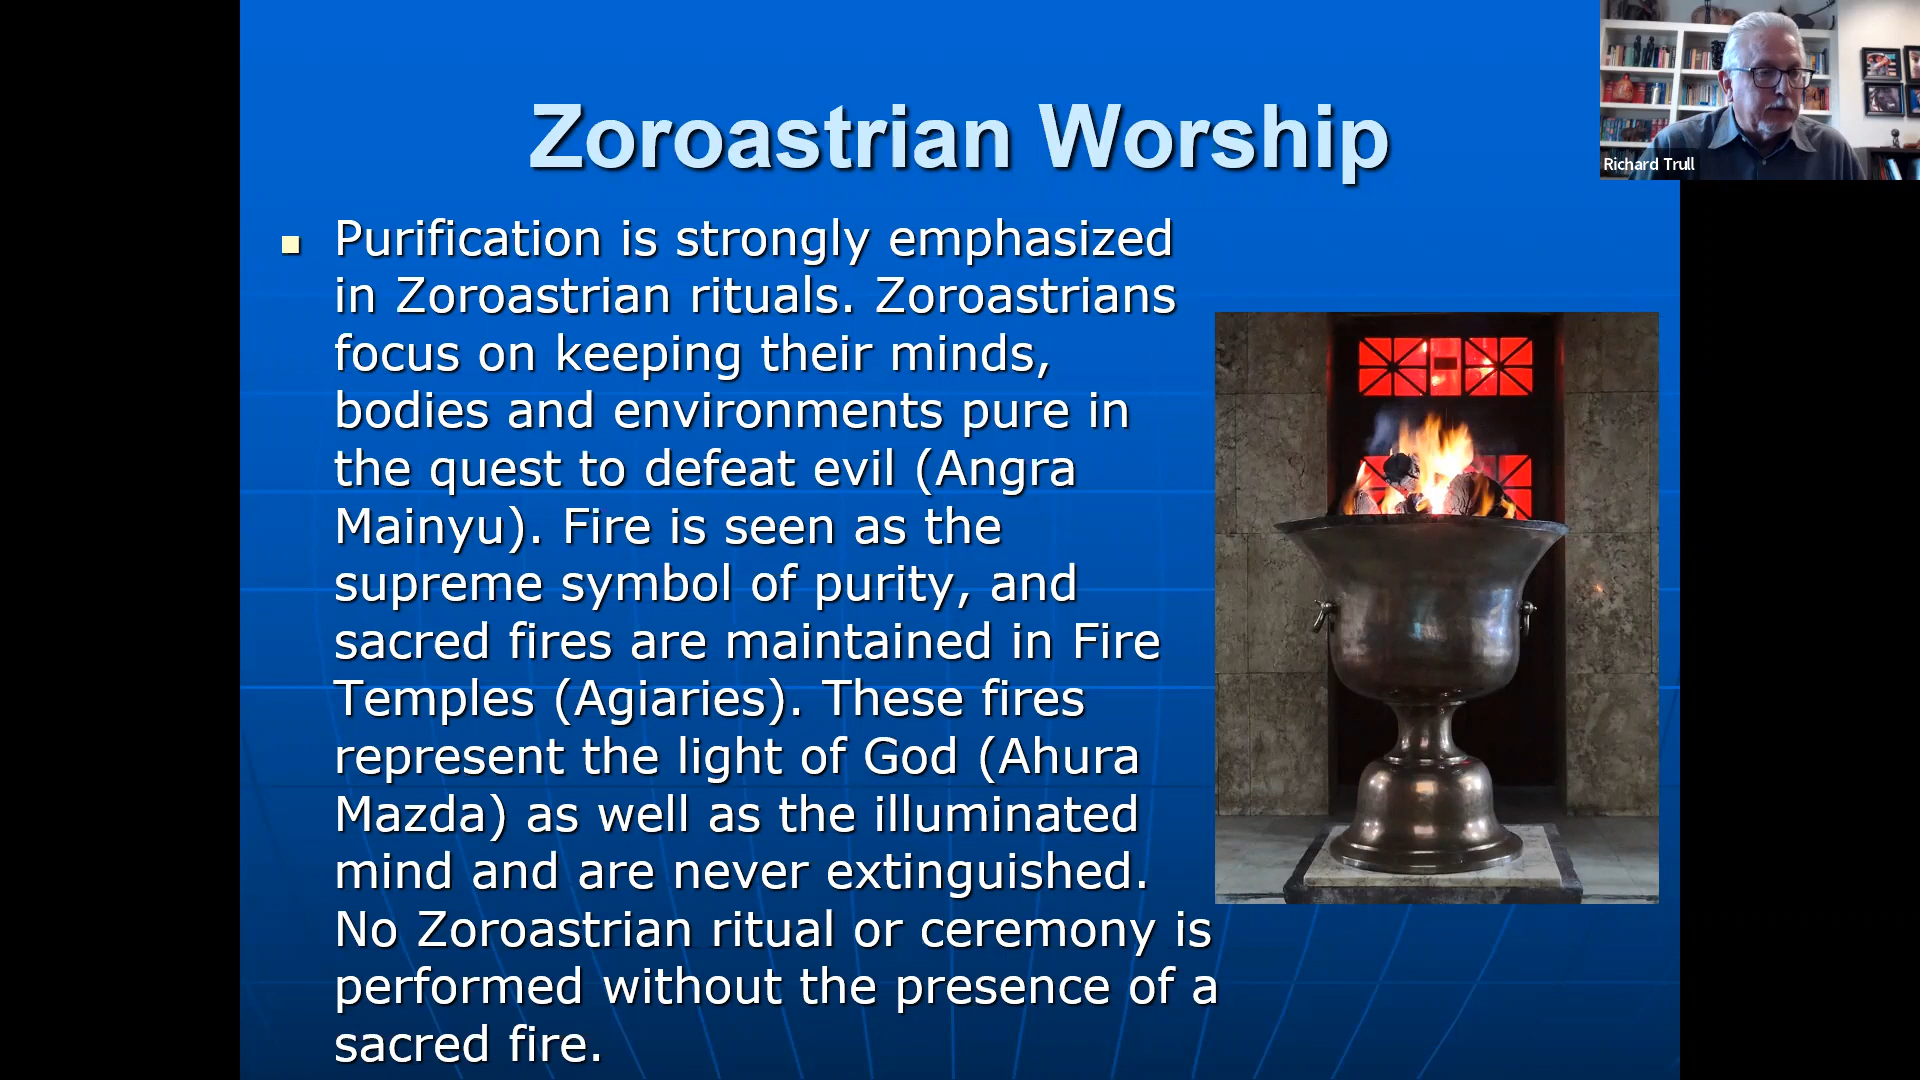 Zoroastrian Worship
Purification is strongly emphasized
in Zoroastrian rituals. Zoroastrians
focus on keeping their minds,
bodies and environments pure in
the quest to defeat evil (Angra
Mainyu). Fire is seen as the
supreme symbol of purity, and
sacred fires are maintained in Fire
Temples (Agiaries). These fires
represent the light of God (Ahura
Mazda) as well as the illuminated
mind and are never extinguished.
No Zoroastrian ritual or ceremony is
performed without the presence of a
sacred fire.
Richard Trull